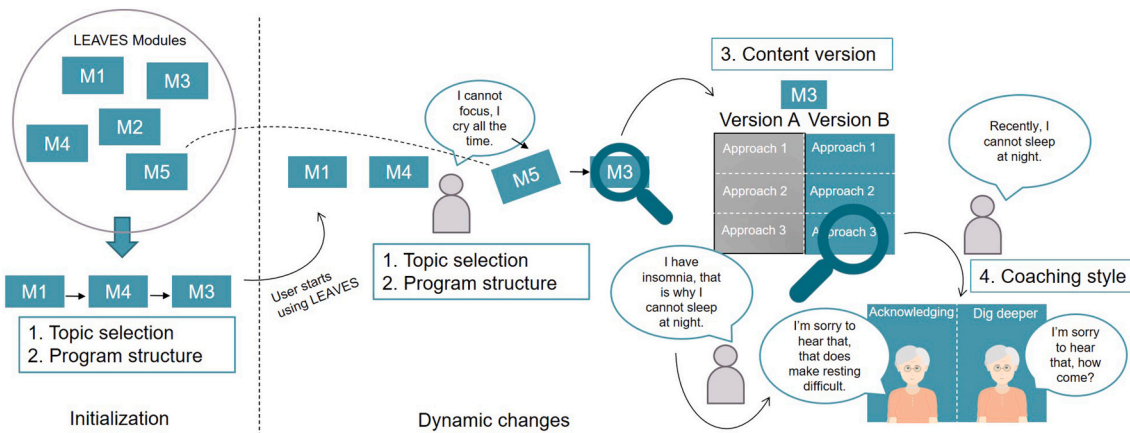 LEAVES Modules
M1
M3
M2
M4
M5
M1
M4
M3
1. Topic selection
2. Program structure
Initialization
User starts
using LEAVES
M1
M4
I cannot
focus, I
cry all the
time.
M5
M3
1. Topic selection
2. Program structure
Dynamic changes
3. Content version
M3
Version A
Version B
Approach 1
Approach 1
Approach 2
Approach 2
Approach 3
Approach 3
I have
insomnia, that
is why I
cannot sleep
at night.
Recently, I
cannot sleep
at night.
4. Coaching style
Acknowledging
Dig deeper
I'm sorry to
hear that,
that does
make resting
difficult.
I'm sorry
to hear
that, how
come?